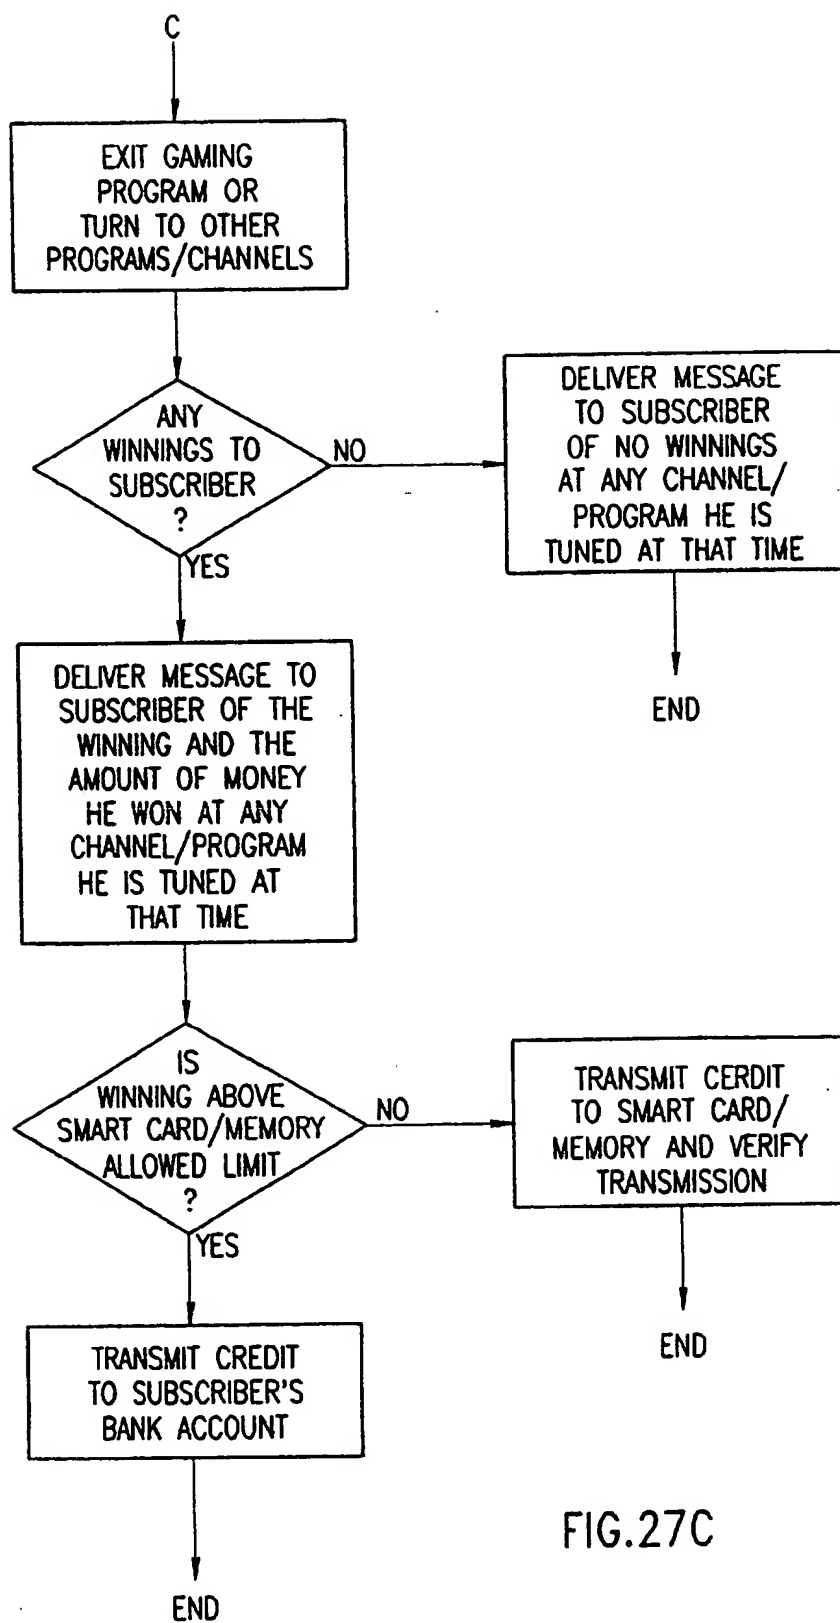 C
EXIT GAMING
PROGRAM OR
TURN TO OTHER
PROGRAMS/CHANNELS
ANY
WINNINGS TO
SUBSCRIBER
?
NO
YES
DELIVER MESSAGE
TO SUBSCRIBER
OF NO WINNINGS
AT ANY CHANNEL/
PROGRAM HE IS
TUNED AT THAT TIME
END
DELIVER MESSAGE TO
SUBSCRIBER OF THE
WINNING AND THE
AMOUNT OF MONEY
HE WON AT ANY
CHANNEL/PROGRAM
HE IS TUNED AT
THAT TIME
IS
WINNING ABOVE
SMART CARD/MEMORY
ALLOWED LIMIT
?
NO
YES
TRANSMIT CERDIT
TO SMART CARD/
MEMORY AND VERIFY
TRANSMISSION
END
TRANSMIT CREDIT
TO SUBSCRIBER'S
BANK ACCOUNT
END
FIG.27C